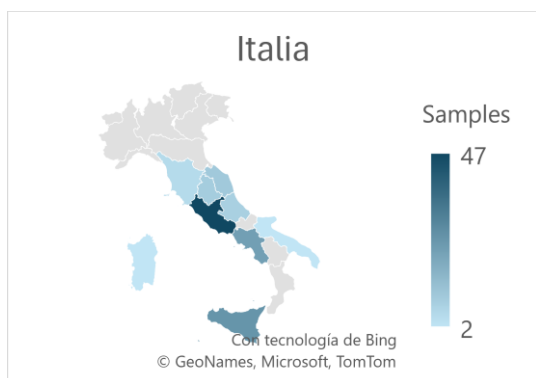 Italia
Samples
47
2
Con tecnología de Bing
© GeoNames, Microsoft, TomTom